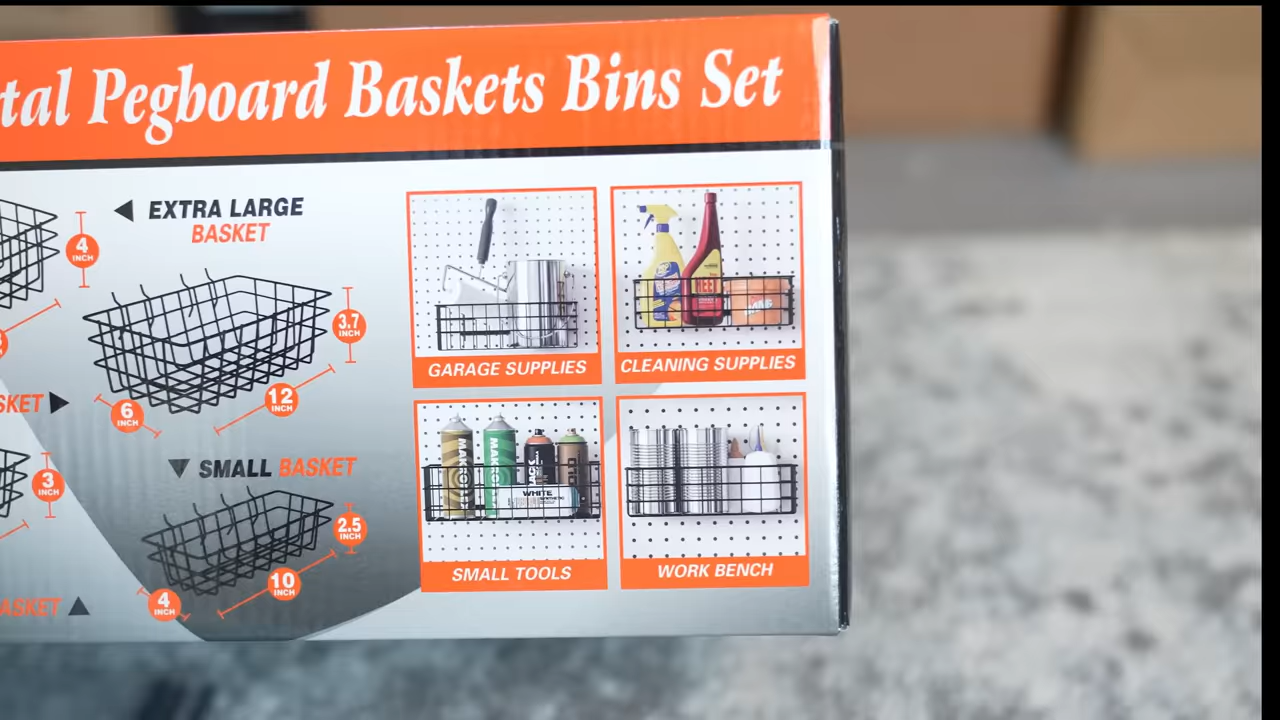 tal Pegboard Baskets Bins Set
EXTRA LARGE
BASKET
4
INCH
3.7
INCH
12
INCH
6
INCH
SKET
SMALL BASKET
3
INCH
2.5
INCH
10
INCH
4
INCH
ASKET
GARAGE SUPPLIES
CLEANING SUPPLIES
WHITE
SMALL TOOLS
WORK BENCH